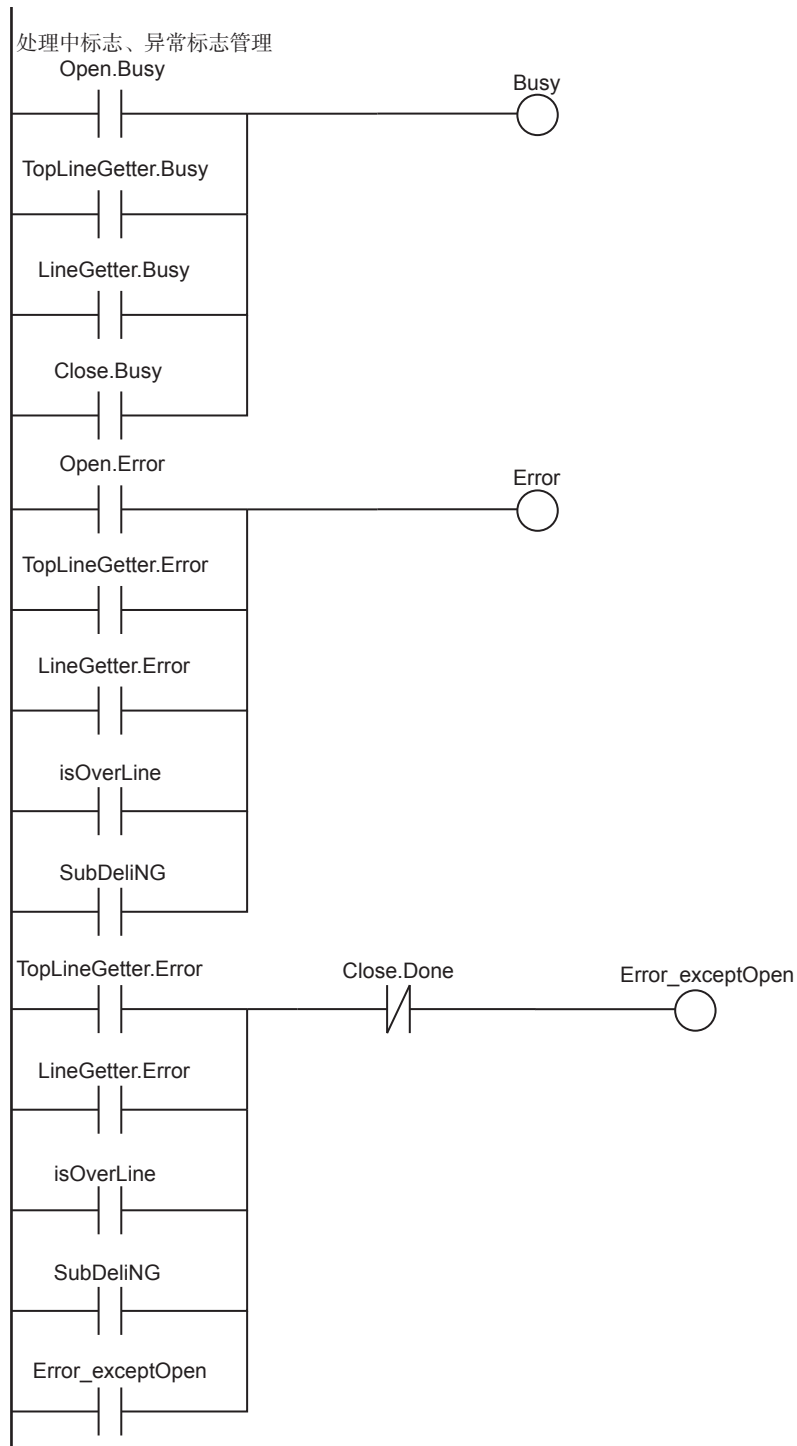 处理中标志、异常标志管理
Open.Busy
Busy
TopLineGetter.Busy
LineGetter.Busy
Close.Busy
Open.Error
Error
TopLineGetter.Error
LineGetter.Error
isOverLine
SubDeliNG
TopLineGetter.Error
Close.Done
Error_exceptOpen
LineGetter.Error
isOverLine
SubDeliNG
Error_exceptOpen